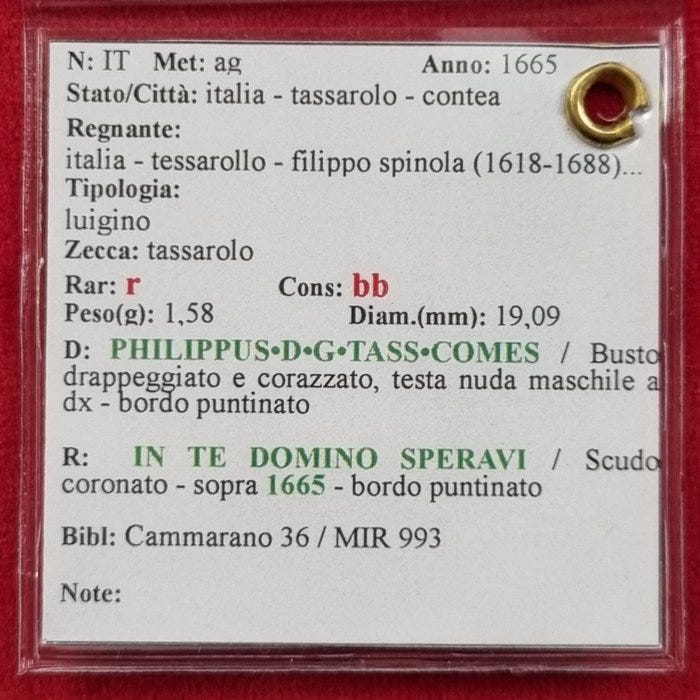 N: IT Met: ag Anno: 1665
Stato/Città: italia - tassarolo - contea
Regnante:
italia - tessarollo - filippo spinola (1618-1688)...
Tipologia:
luigino
Zecca: tassarolo
Rar: r Cons: bb
Peso(g): 1,58 Diam.(mm): 19,09
D: PHILIPPUS•D•G•TASS•COMES / Busto
drappeggiato e corazzato, testa nuda maschile a
dx - bordo puntinato
R: IN TE DOMINO SPERAVI / Scudo
coronato - sopra 1665 - bordo puntinato
Bibl: Cammarano 36 / MIR 993
Note: